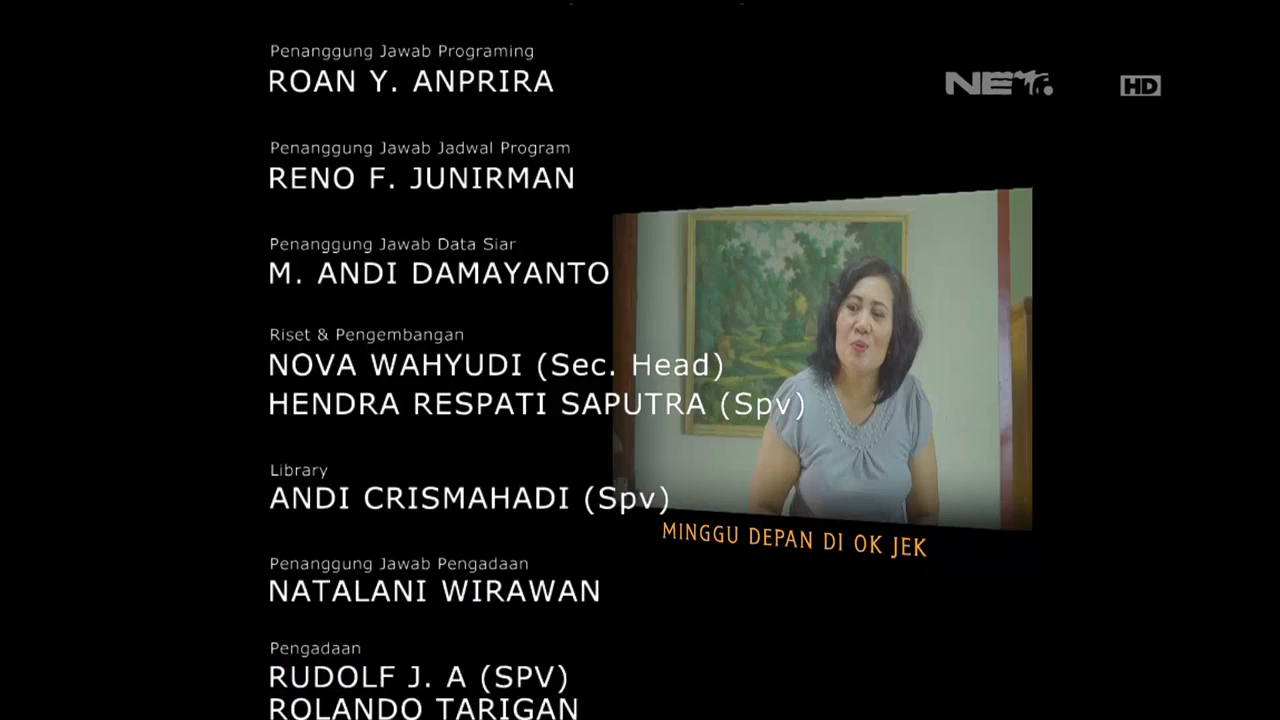 Penanggung Jawab Programing
ROAN Y. ANPRIRA
NET.
HD
Penanggung Jawab Jadwal Program
RENO F. JUNIRMAN
Penanggung Jawab Data Siar
M. ANDI DAMAYANTO
Riset & Pengembangan
NOVA WAHYUDI (Sec. Head)
HENDRA RESPATI SAPUTRA (Spv)
Library
ANDI CRISMAHADI (Spv)
MINGGU DEPAN DI OK JEK
Penanggung Jawab Pengadaan
NATALANI WIRAWAN
Pengadaan
RUDOLF J. A (SPV)
ROLANDO TARIGAN